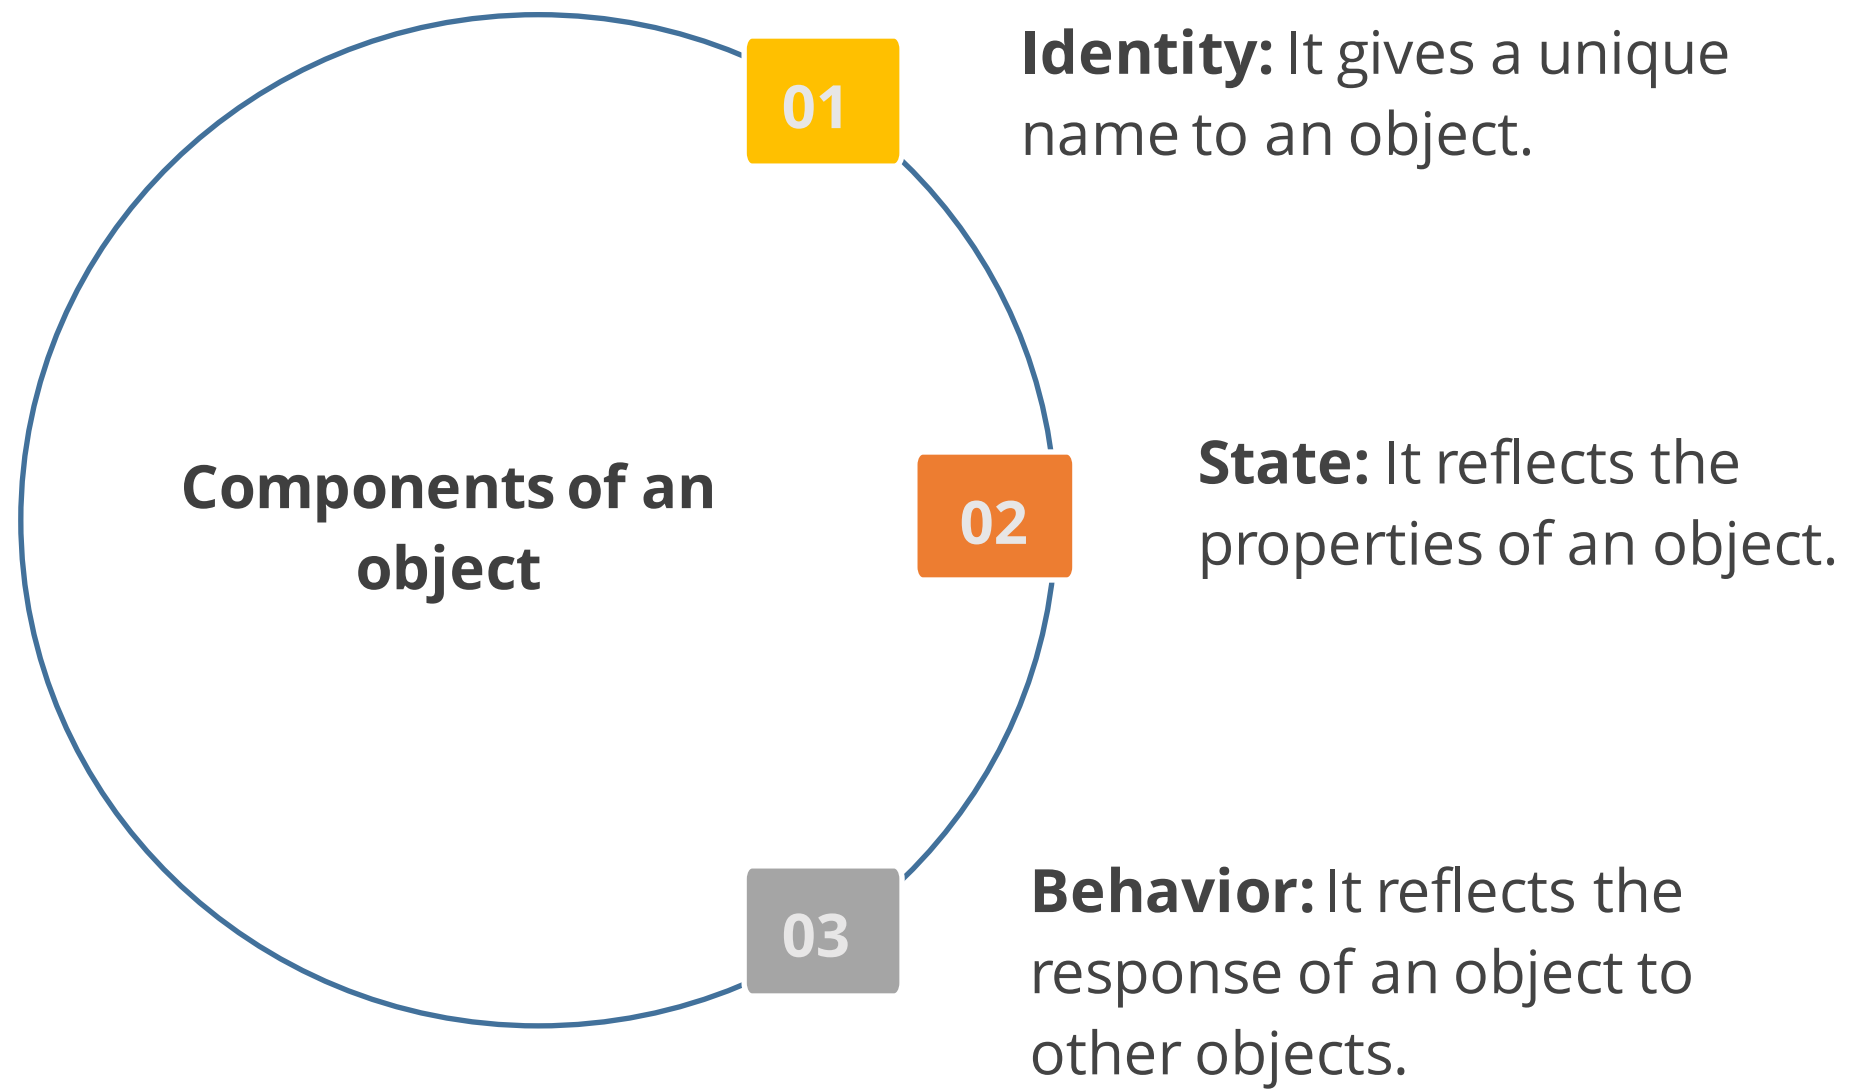 01
Identity: It gives a unique
name to an object.
Components of an
object
02
State: It reflects the
properties of an object.
03
Behavior: It reflects the
response of an object to
other objects.